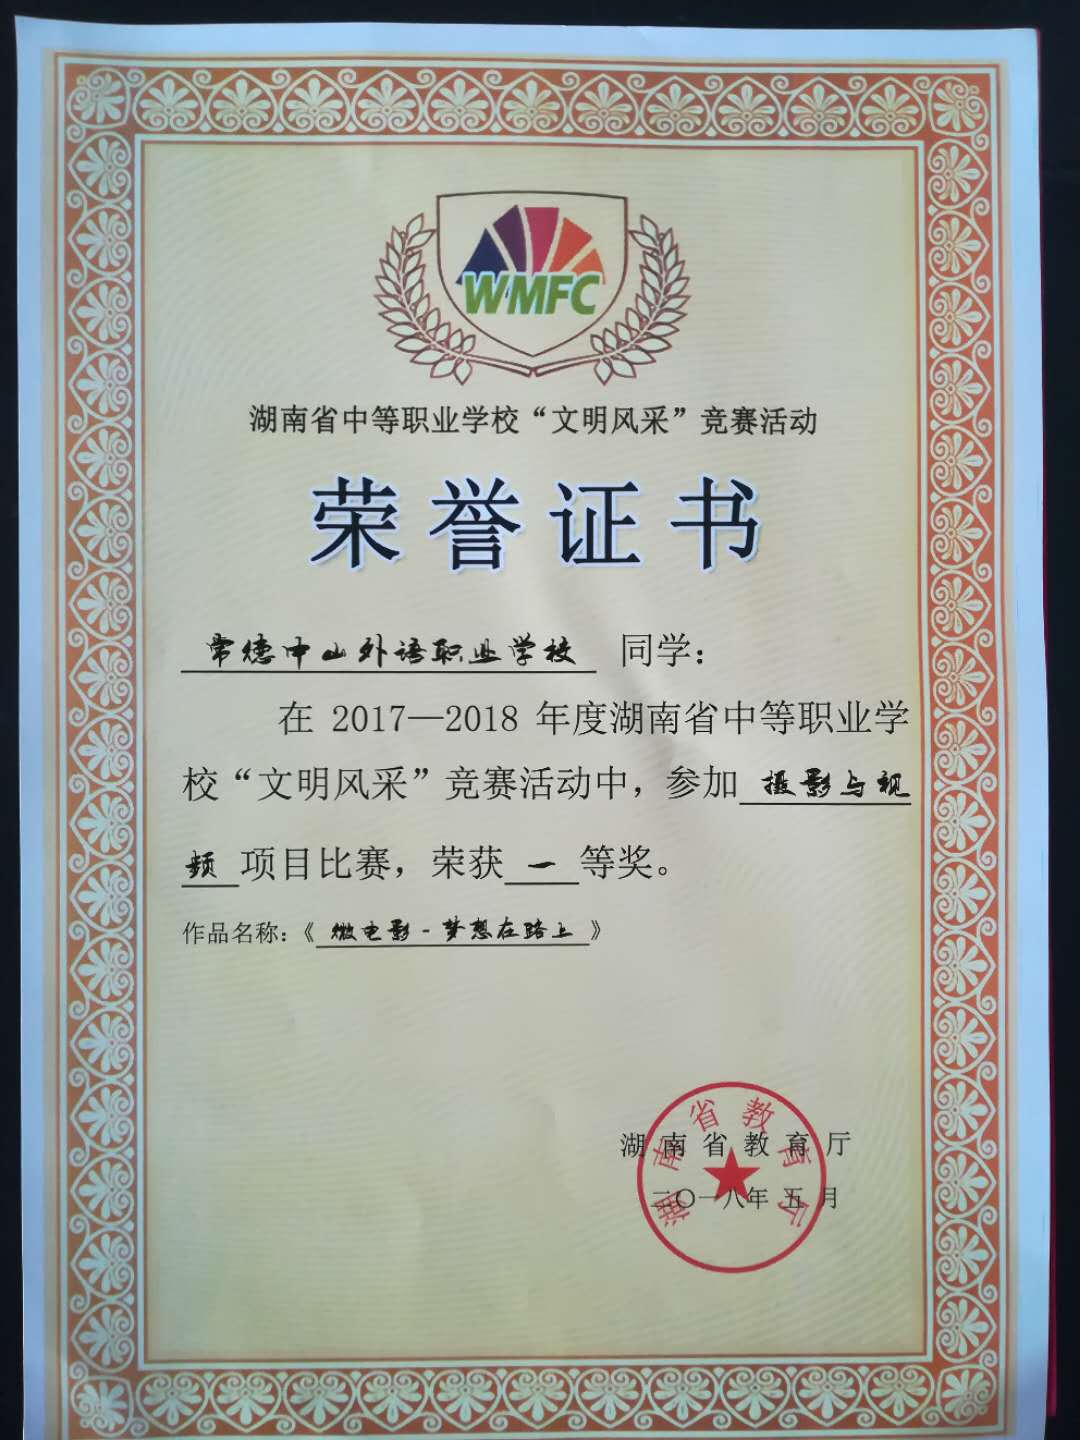 WMFC
湖南省中等职业学校“文明风采”竞赛活动
荣誉证书
常德中山外语职业学校 同学：
在 2017—2018 年度湖南省中等职业学
校“文明风采”竞赛活动中，参加 摄影与视
频 项目比赛，荣获 一 等奖。
作品名称：《 微电影-梦想在路上 》
湖南省教育厅
二〇一八年五月
湖南省教育厅